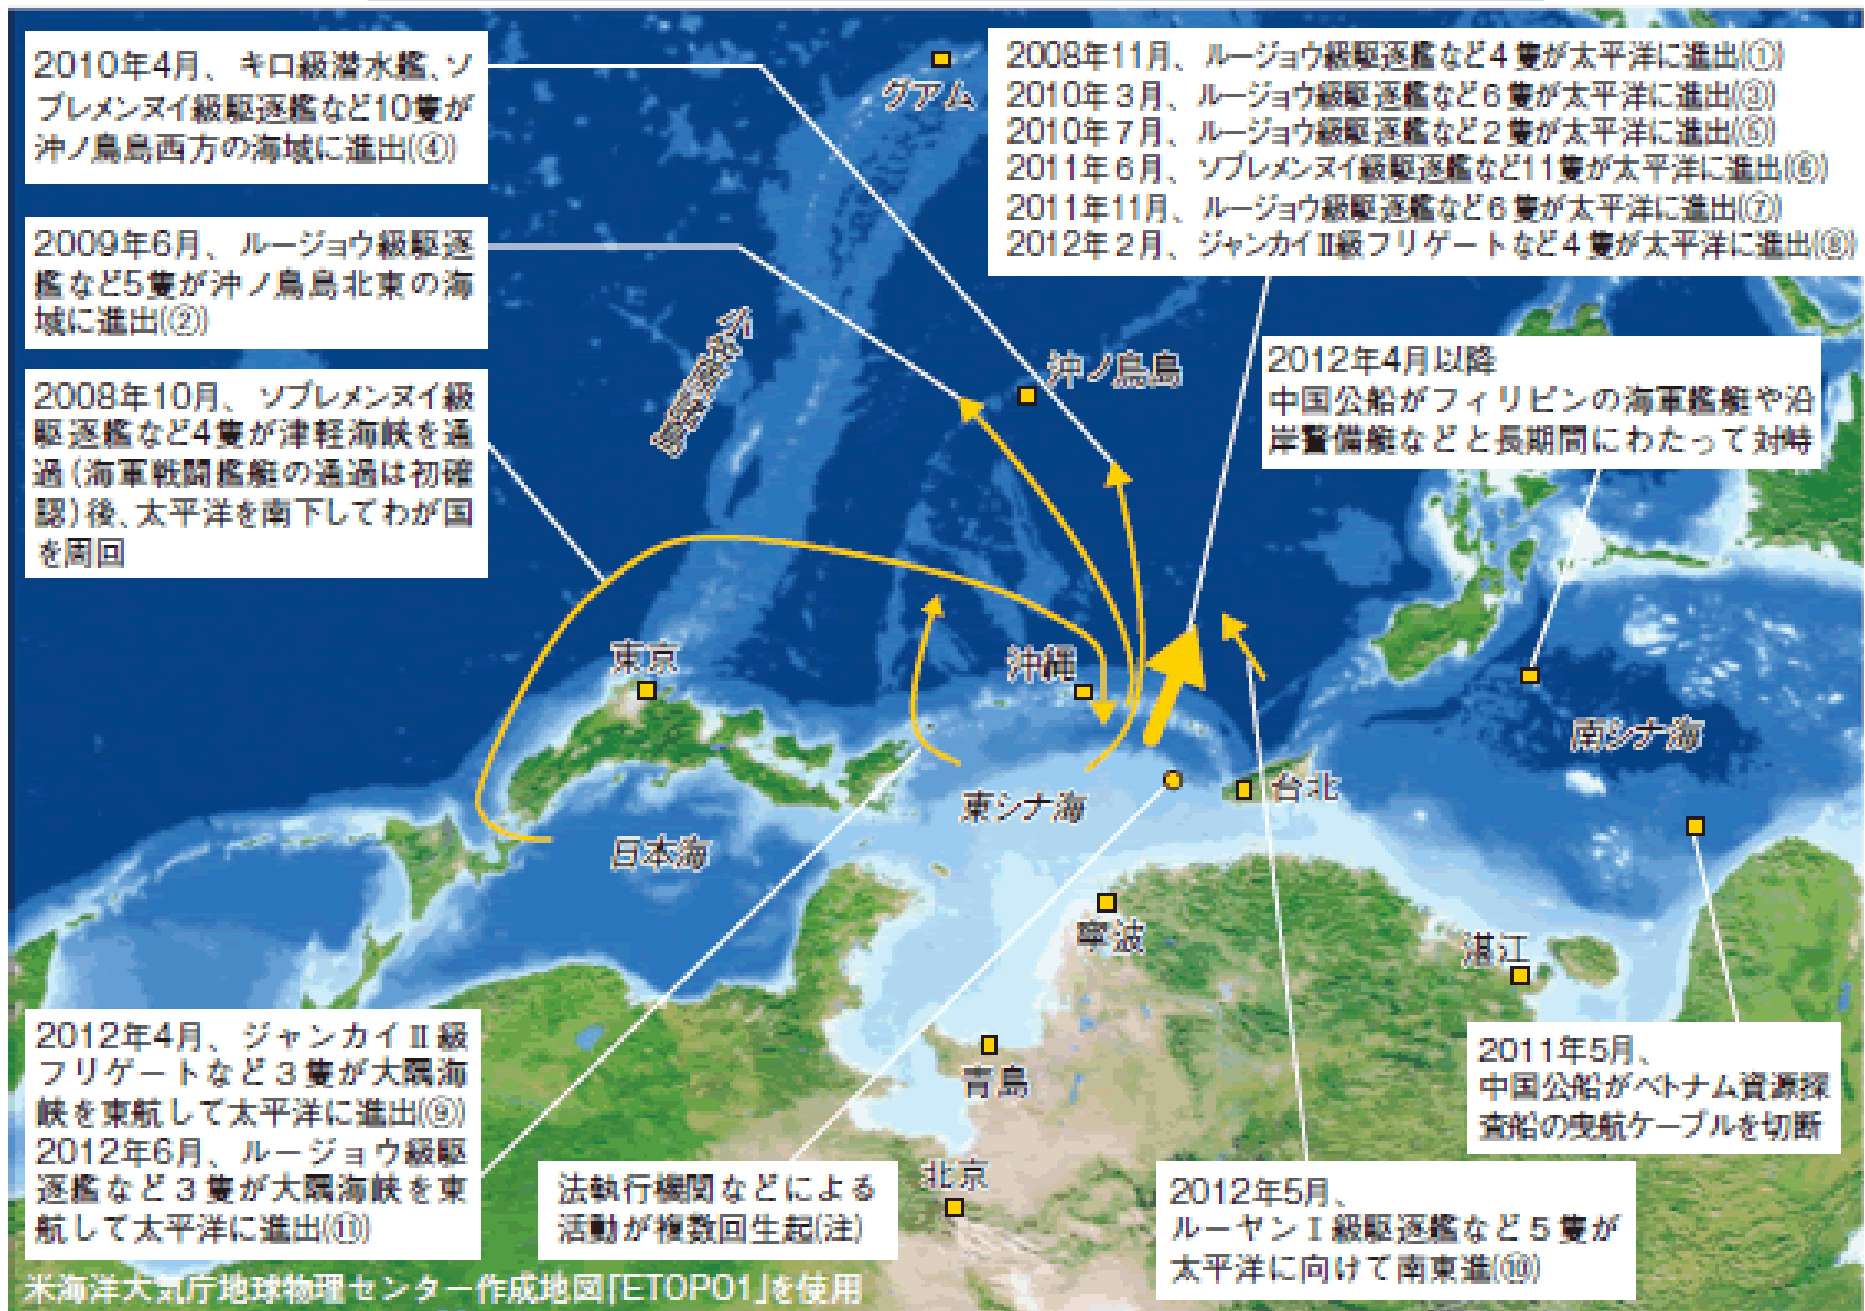 2010年4月、キロ級潜水艦、ソ
ブレメンヌイ級駆逐艦など10隻が
沖ノ鳥島西方の海域に進出(④)
2009年6月、ルージョウ級駆逐
艦など5隻が沖ノ鳥島北東の海
域に進出(②)
2008年10月、ソブレメンヌイ級
駆逐艦など4隻が津軽海峡を通
過(海軍戦闘艦艇の通過は初確
認)後、太平洋を南下してわが国
を周回
グアム
2008年11月、ルージョウ級駆逐艦など4隻が太平洋に進出(①)
2010年3月、ルージョウ級駆逐艦など6隻が太平洋に進出(③)
2010年7月、ルージョウ級駆逐艦など2隻が太平洋に進出(⑤)
2011年6月、ソブレメンヌイ級駆逐艦など11隻が太平洋に進出(⑥)
2011年11月、ルージョウ級駆逐艦など6隻が太平洋に進出(⑦)
2012年2月、ジャンカイⅡ級フリゲートなど4隻が太平洋に進出(⑧)
沖ノ鳥島
2012年4月以降
中国公船がフィリピンの海軍艦艇や沿
岸警備艇などと長期間にわたって対峙
東京
沖縄
南シナ海
台北
東シナ海
日本海
寧波
湛江
青島
北京
2012年4月、ジャンカイⅡ級
フリゲートなど3隻が大隅海
峡を東航して太平洋に進出(⑨)
2012年6月、ルージョウ級駆
逐艦など3隻が大隅海峡を東
航して太平洋に進出(⑪)
法執行機関などによる
活動が複数回生起(注)
2012年5月、
ルーヤンⅠ級駆逐艦など5隻が
太平洋に向けて南東進(⑩)
2011年5月、
中国公船がベトナム資源探
査船の曳航ケーブルを切断
米海洋大気庁地球物理センター作成地図「ETOPO1」を使用